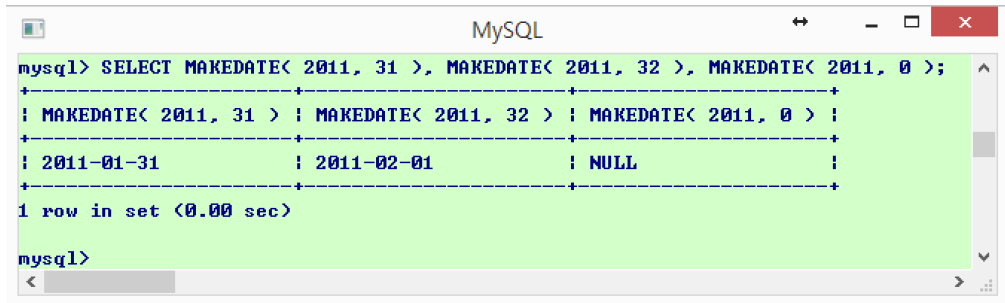 MySQL
mysql> SELECT MAKEDATE( 2011, 31 ), MAKEDATE( 2011, 32 ), MAKEDATE( 2011, 0 );
+----------------------+----------------------+---------------------+
| MAKEDATE( 2011, 31 ) | MAKEDATE( 2011, 32 ) | MAKEDATE( 2011, 0 ) |
+----------------------+----------------------+---------------------+
| 2011-01-31           | 2011-02-01           | NULL                |
+----------------------+----------------------+---------------------+
1 row in set (0.00 sec)
mysql>